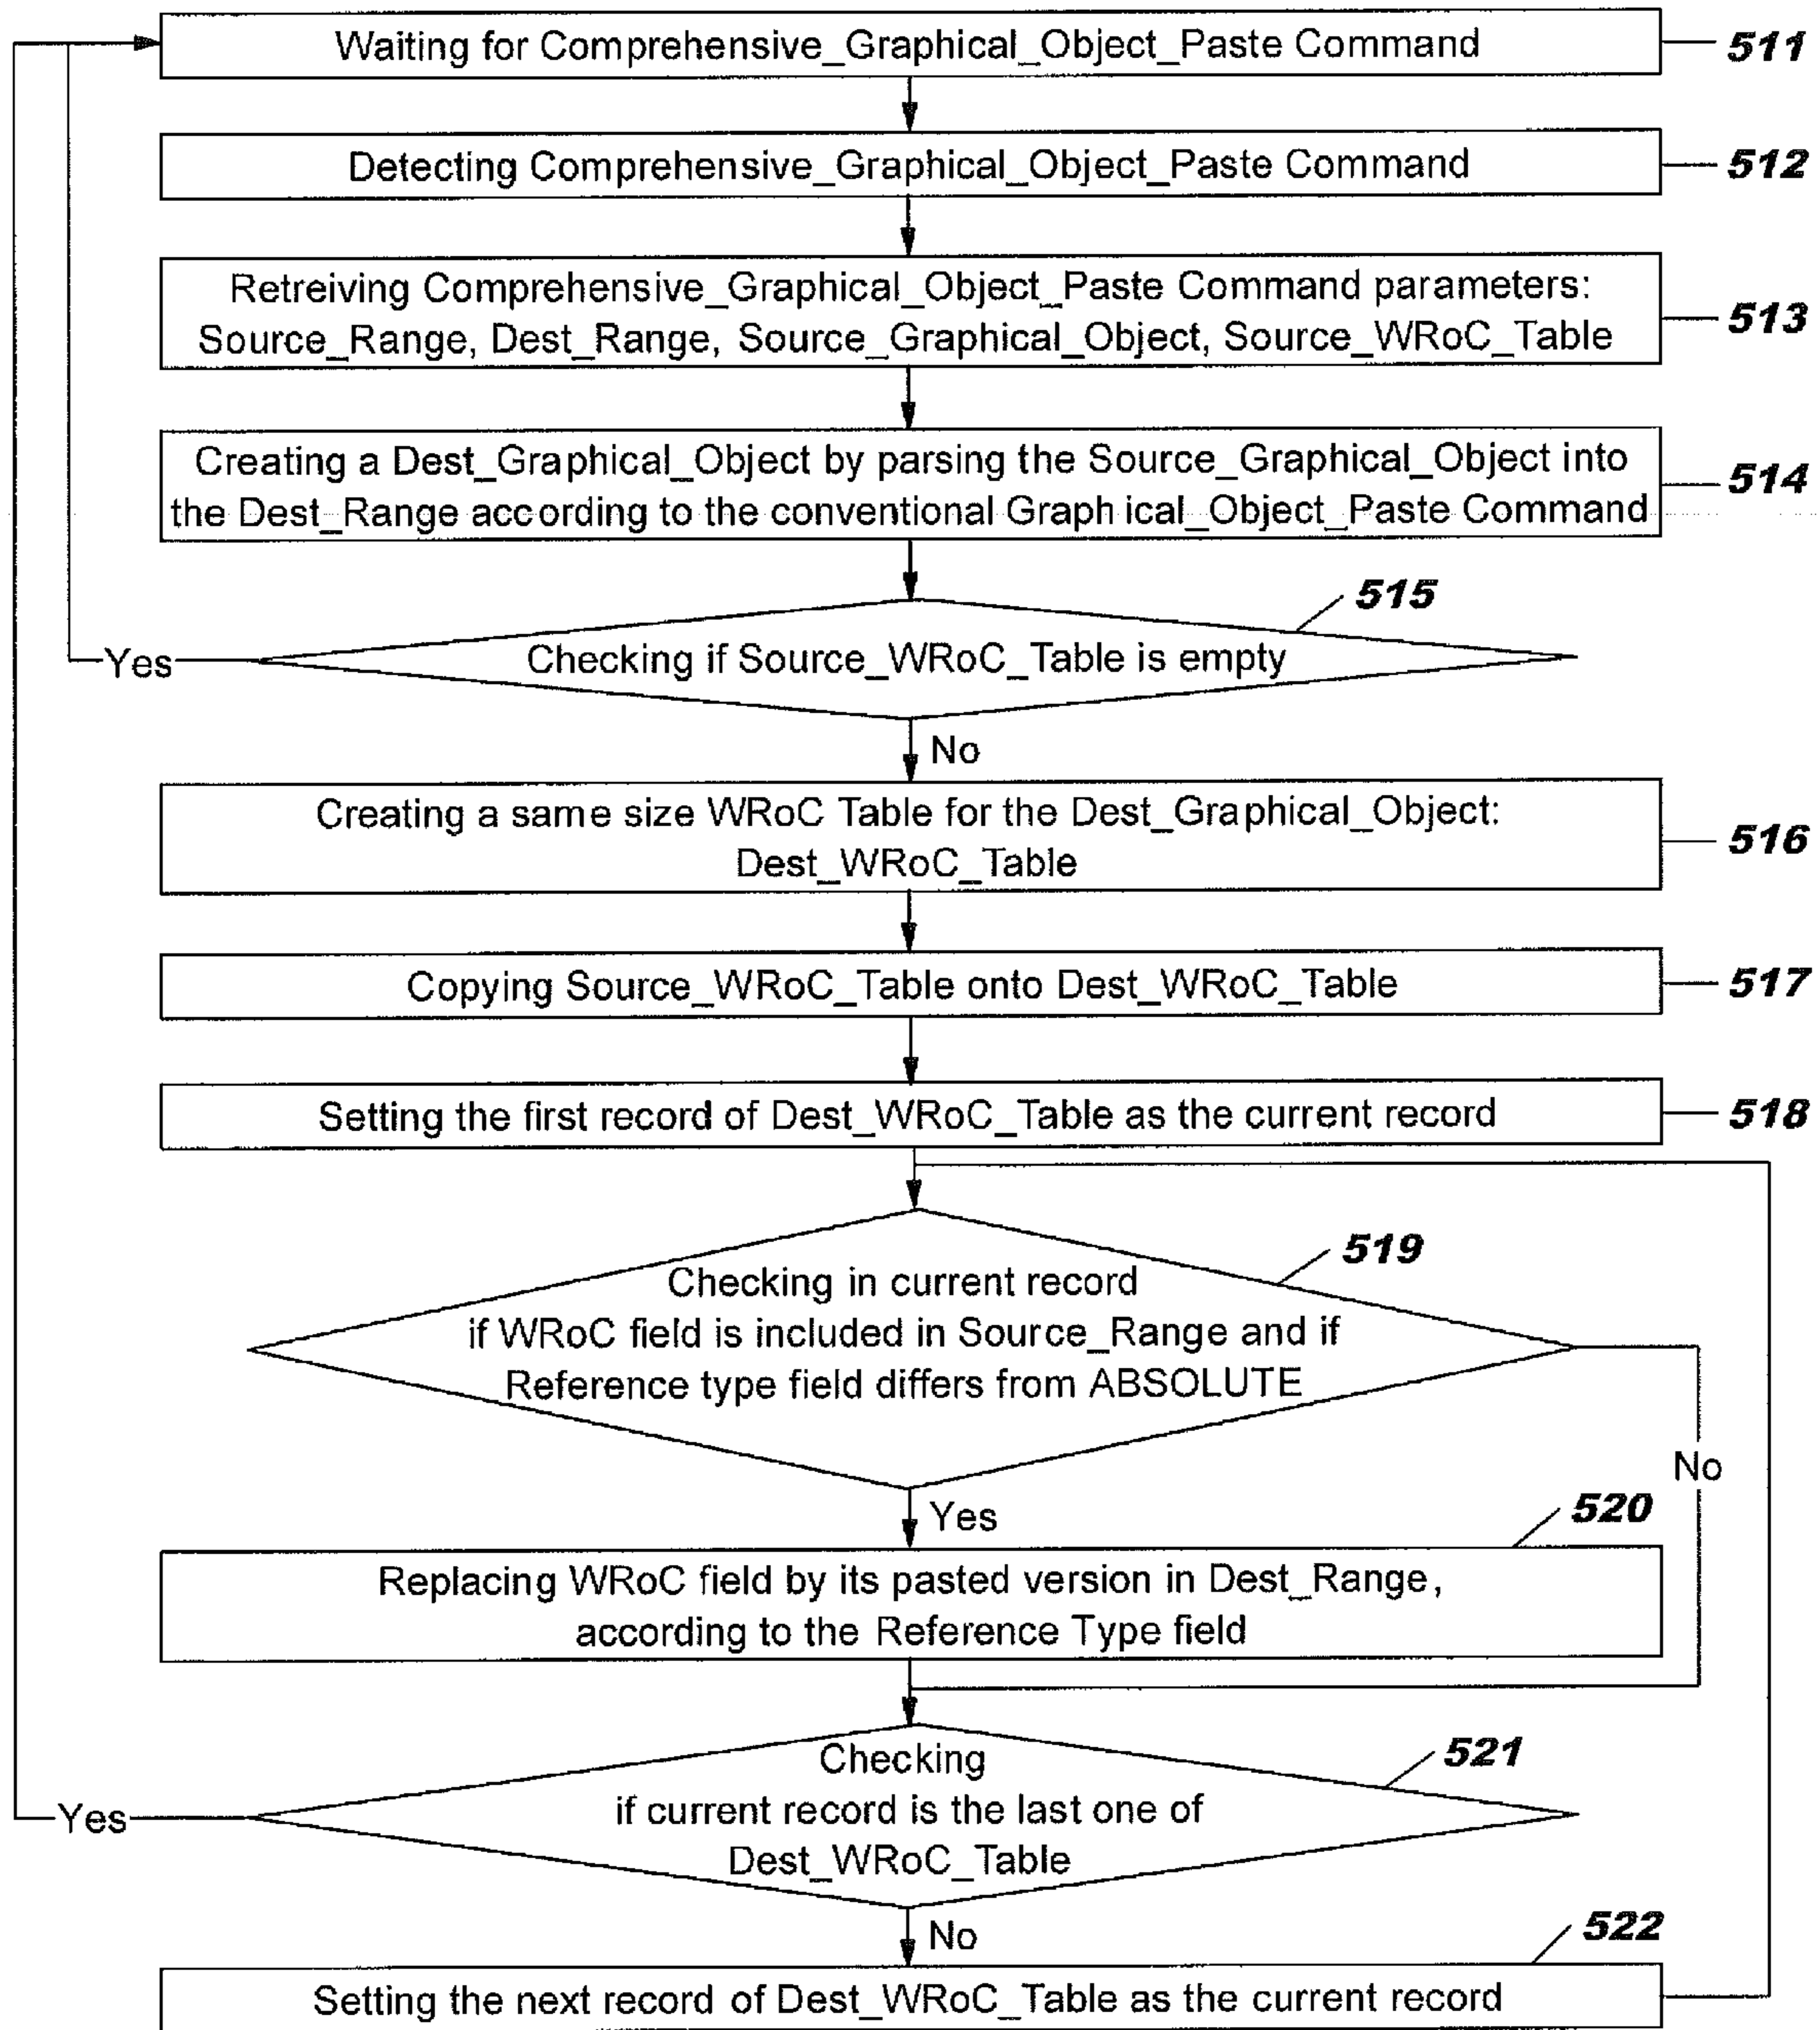 Waiting for Comprehensive_Graphical_Object_Paste Command
511
Detecting Comprehensive_Graphical_Object_Paste Command
512
Retreiving Comprehensive_Graphical_Object_Paste Command parameters:
Source_Range, Dest_Range, Source_Graphical_Object, Source_WRoC_Table
513
Creating a Dest_Graphical_Object by parsing the Source_Graphical_Object into
the Dest_Range according to the conventional Graphical_Object_Paste Command
514
515
Checking if Source_WRoC_Table is empty
Yes
No
Creating a same size WRoC Table for the Dest_Graphical_Object:
Dest_WRoC_Table
516
Copying Source_WRoC_Table onto Dest_WRoC_Table
517
Setting the first record of Dest_WRoC_Table as the current record
518
519
Checking in current record
if WRoC field is included in Source_Range and if
Reference type field differs from ABSOLUTE
No
Yes
520
Replacing WRoC field by its pasted version in Dest_Range,
according to the Reference Type field
521
Checking
if current record is the last one of
Dest_WRoC_Table
Yes
No
522
Setting the next record of Dest_WRoC_Table as the current record